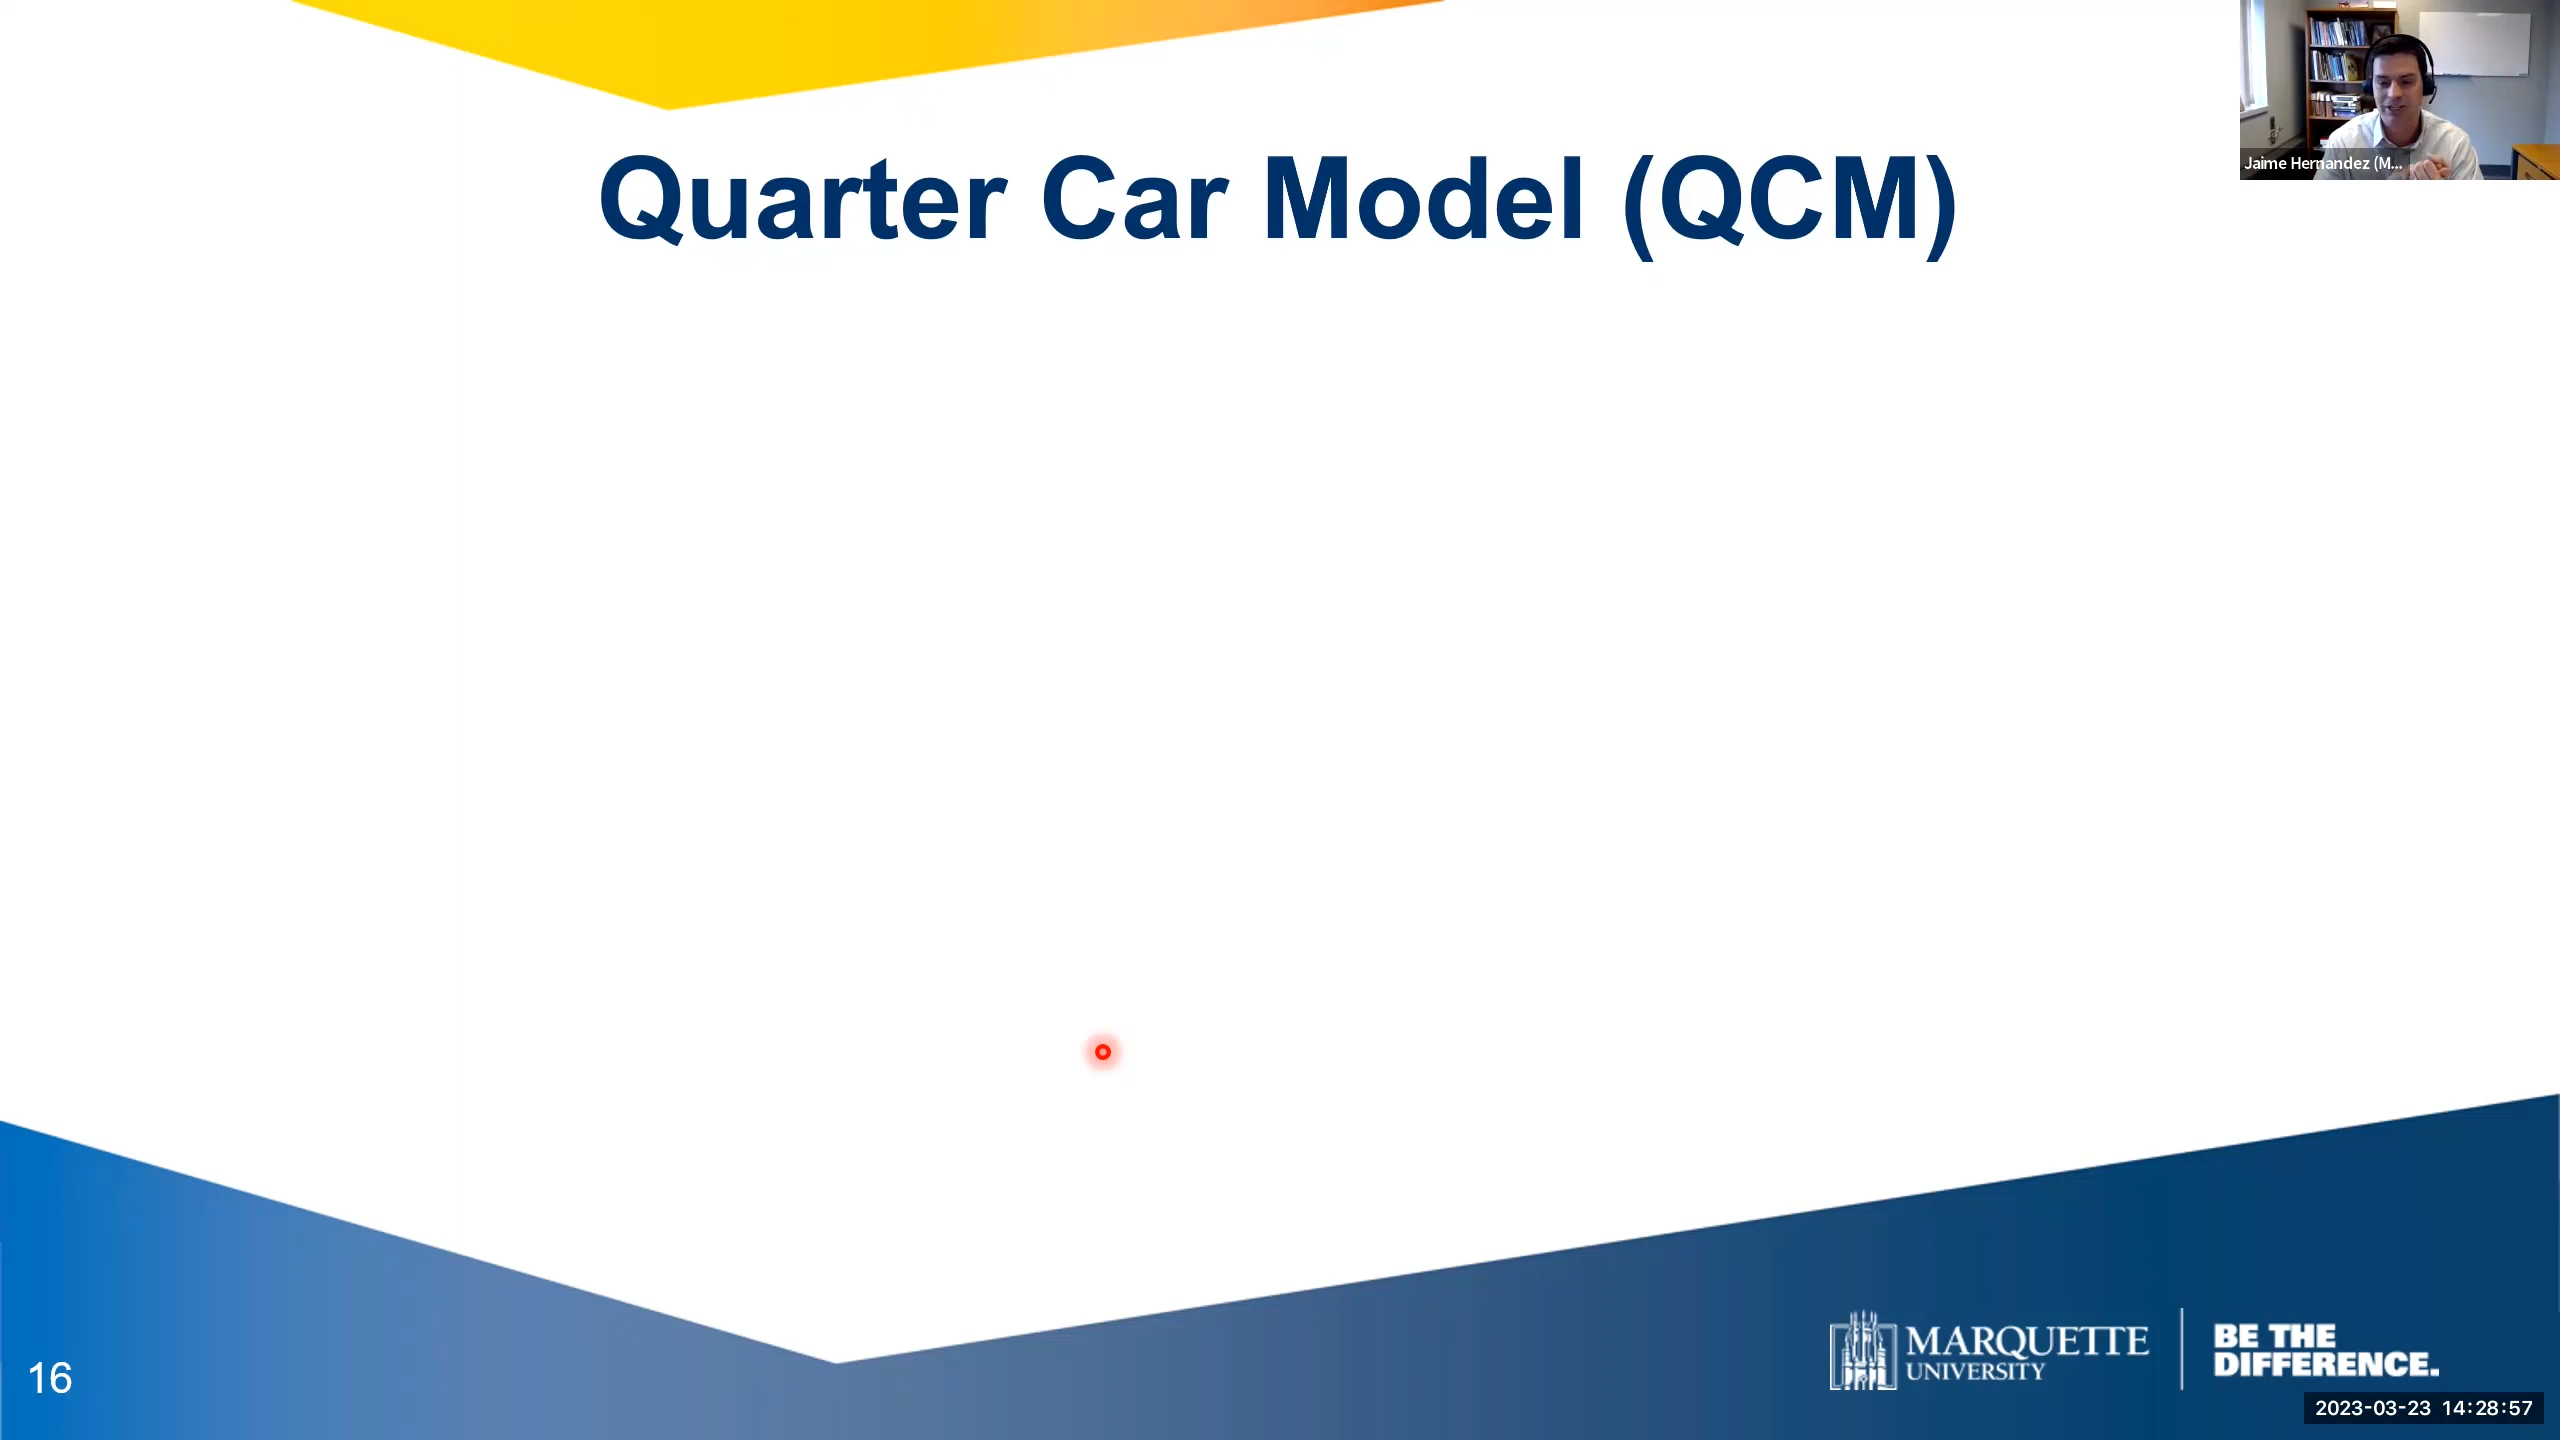 Jaime Hernandez (M...
Quarter Car Model (QCM)
16
MARQUETTE
UNIVERSITY
BE THE
DIFFERENCE.
2023-03-23 14:28:57